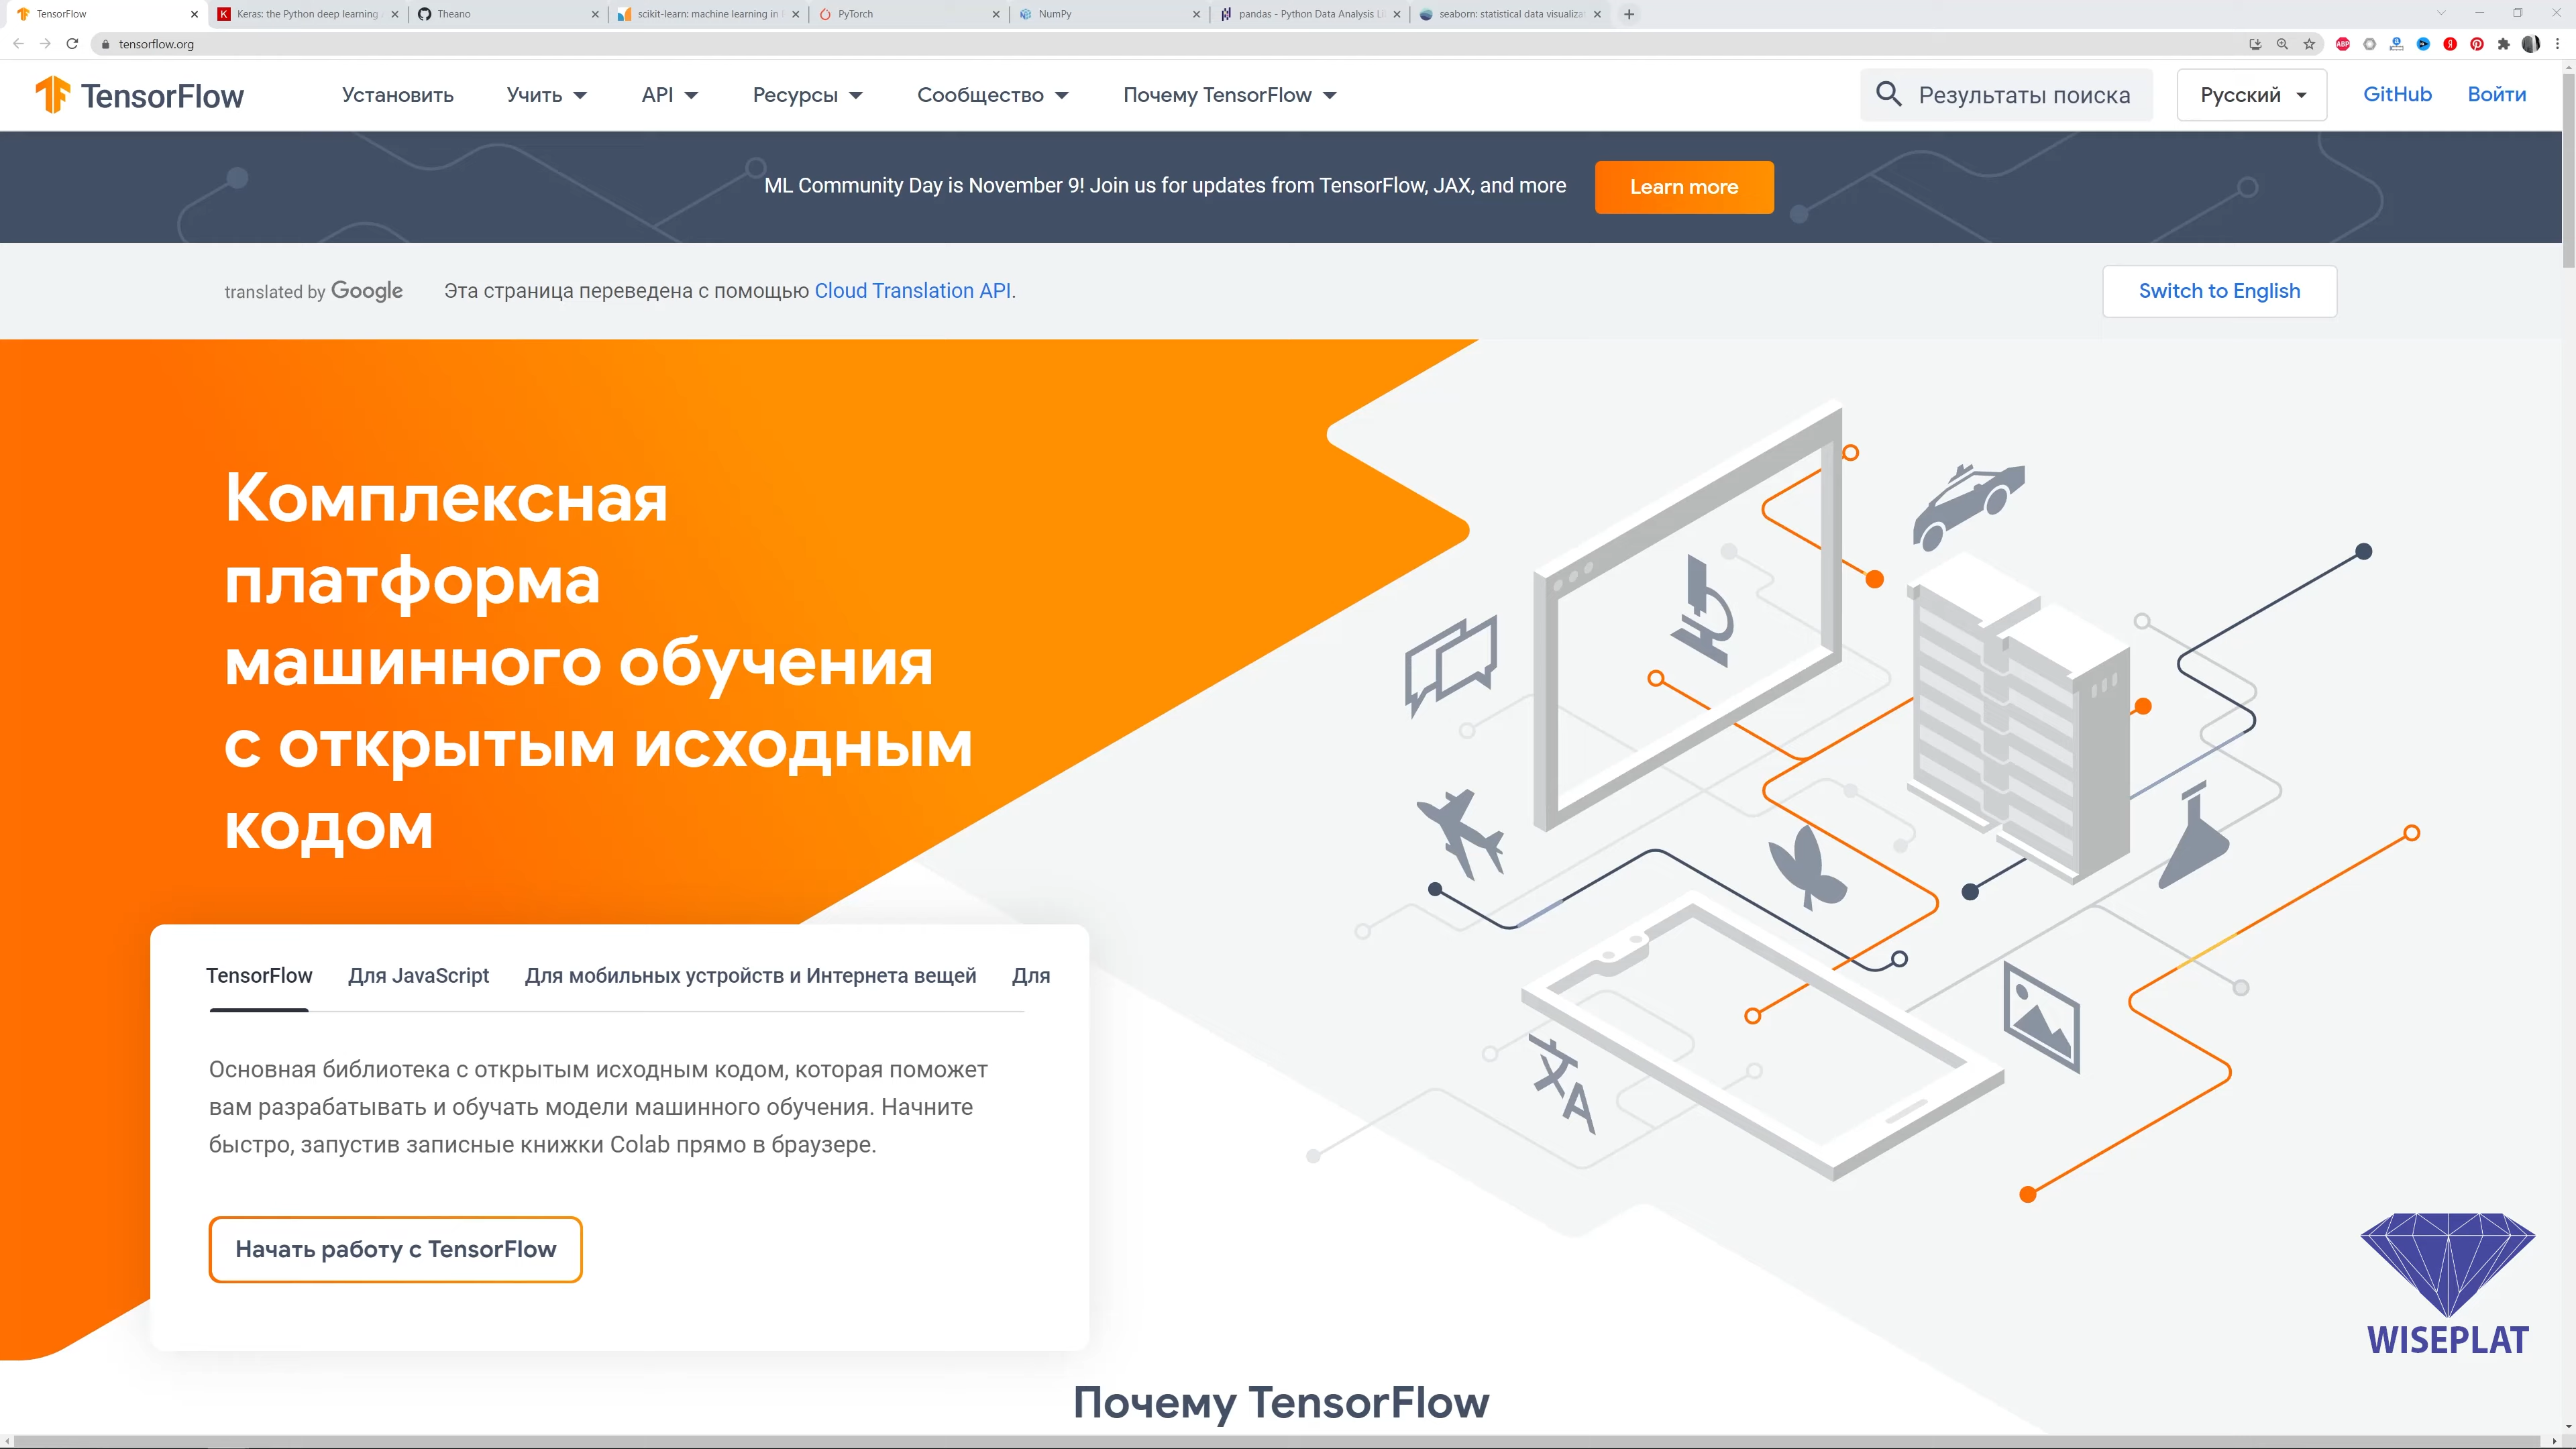 TensorFlow
Keras: the Python deep learning
Theano
scikit-learn: machine learning in
PyTorch
NumPy
pandas - Python Data Analysis Li
seaborn: statistical data visualiza
tensorflow.org
TensorFlow
Установить
Учить
API
Ресурсы
Сообщество
Почему TensorFlow
Результаты поиска
Русский
GitHub
Войти
ML Community Day is November 9! Join us for updates from TensorFlow, JAX, and more
Learn more
translated by Google
Эта страница переведена с помощью Cloud Translation API.
Switch to English
Комплексная
платформа
машинного обучения
с открытым исходным
кодом
TensorFlow
Для JavaScript
Для мобильных устройств и Интернета вещей
Для
Основная библиотека с открытым исходным кодом, которая поможет
вам разрабатывать и обучать модели машинного обучения. Начните
быстро, запустив записные книжки Colab прямо в браузере.
Начать работу с TensorFlow
WISEPLAT
Почему TensorFlow